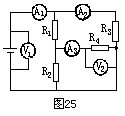 A₁ A₂
R₁ R₃
V₁ A₃ R₄
R₂ V₂
图25